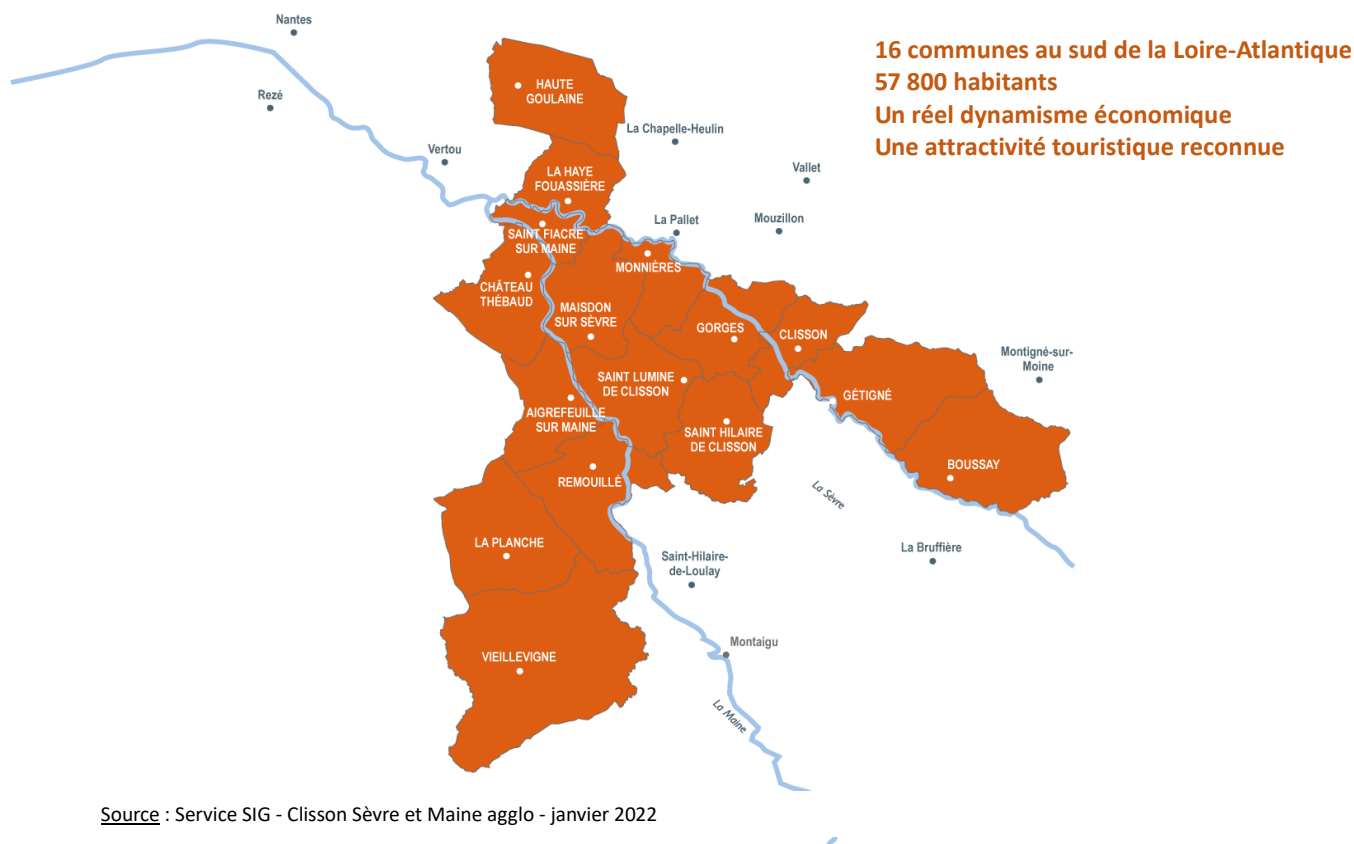 Nantes
16 communes au sud de la Loire-Atlantique
57 800 habitants
Un réel dynamisme économique
Une attractivité touristique reconnue
HAUTE
GOULAINE
Rezé
La Chapelle-Heulin
Vertou
Vallet
LA HAYE
FOUASSIÈRE
La Pallet
Mouzillon
SAINT FIACRE
SUR MAINE
MONNIÈRES
CHÂTEAU
THÉBAUD
MAISDON
SUR SÈVRE
GORGES
CLISSON
Montigné-sur-
Moine
SAINT LUMINE
DE CLISSON
GÉTIGNÉ
AIGREFEUILLE
SUR MAINE
SAINT HILAIRE
DE CLISSON
BOUSSAY
REMOUILLÉ
La Sèvre
LA PLANCHE
Saint-Hilaire-
de-Loulay
La Bruffière
Montaigu
VIEILLEVIGNE
La Maine
Source : Service SIG - Clisson Sèvre et Maine agglo - janvier 2022